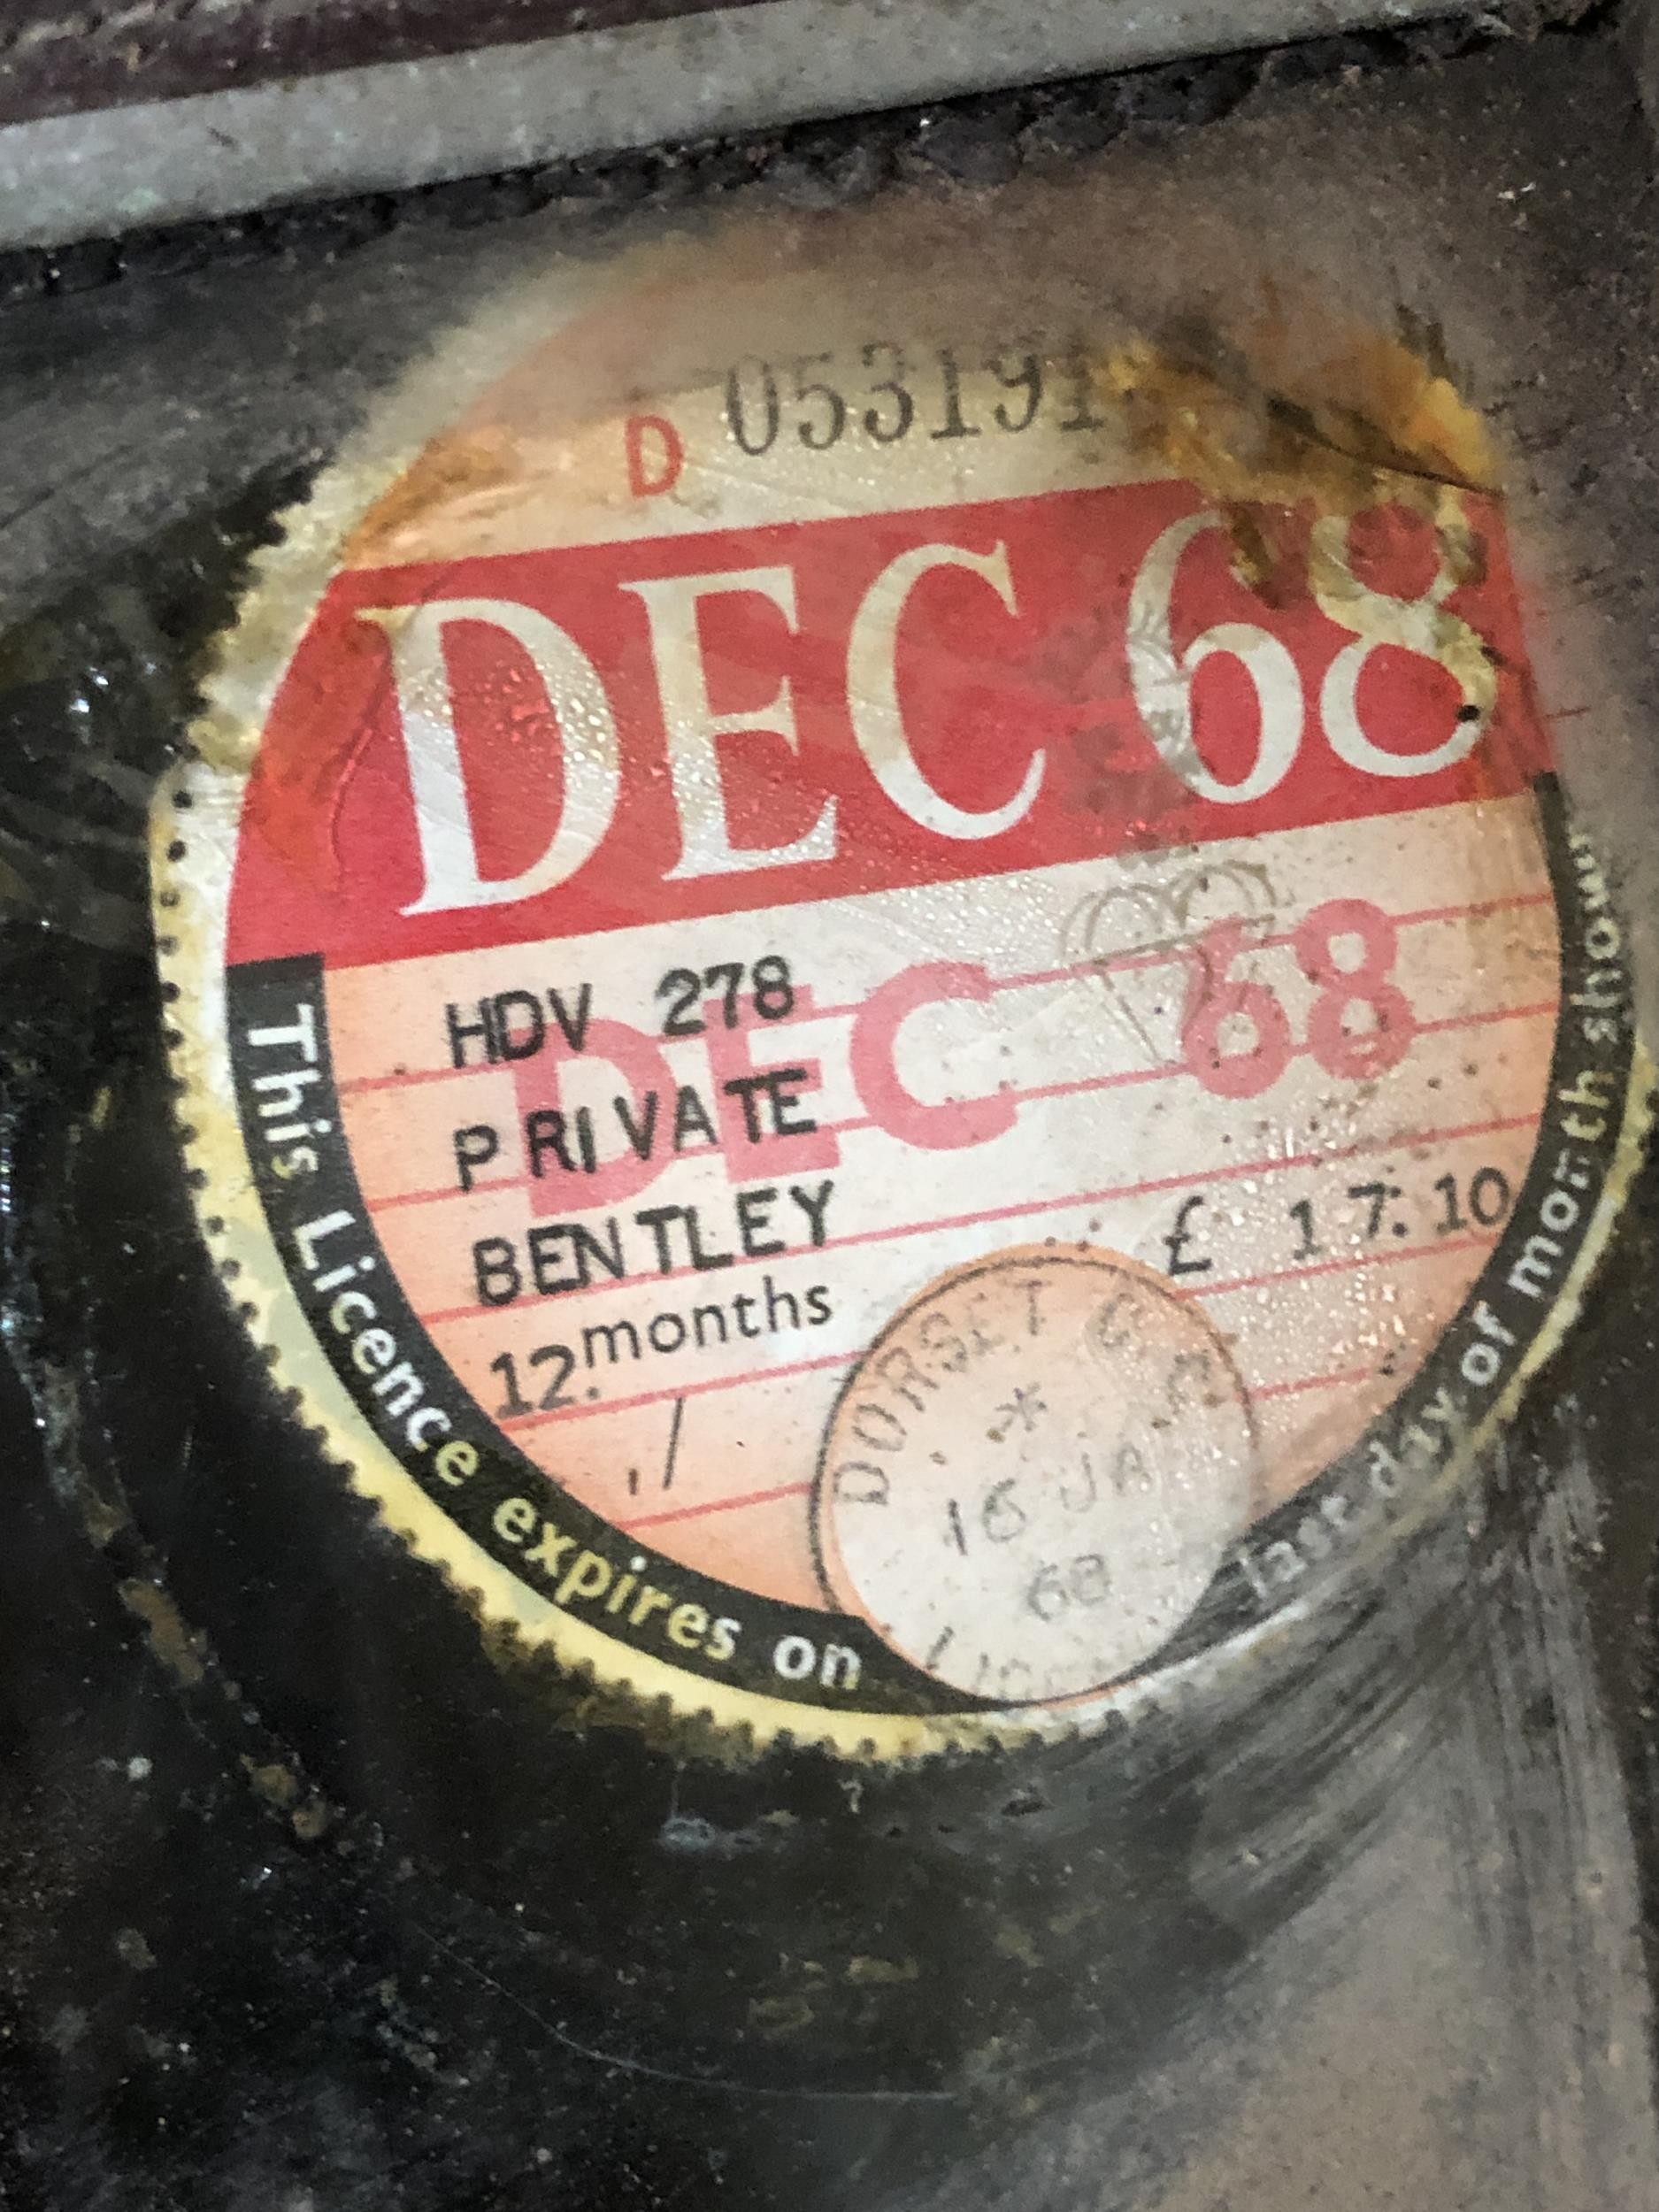 D 053191
DEC 68
HDV 278
DEC 68
PRIVATE
BENTLEY
£ 17.10
12 months
DORSET C.C.
*
16 JA
68
This Licence expires on last day of month shown